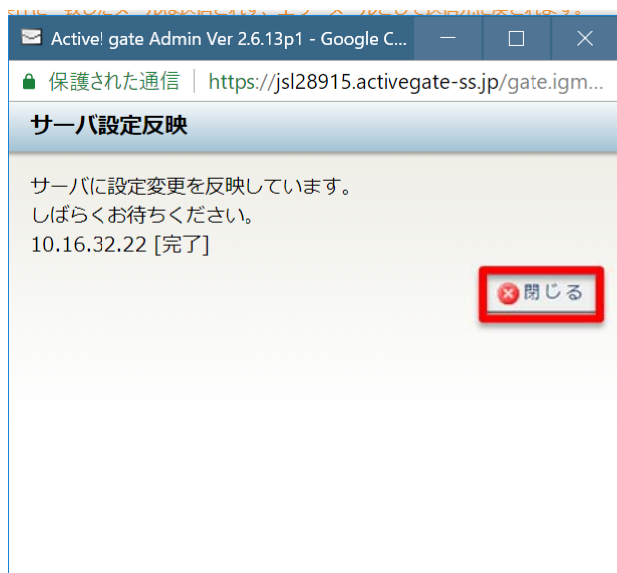 Active! gate Admin Ver 2.6.13p1 - Google C...
保護された通信 | https://jsl28915.activegate-ss.jp/gate.igm...
サーバ設定反映
サーバに設定変更を反映しています。
しばらくお待ちください。
10.16.32.22 [完了]
閉じる